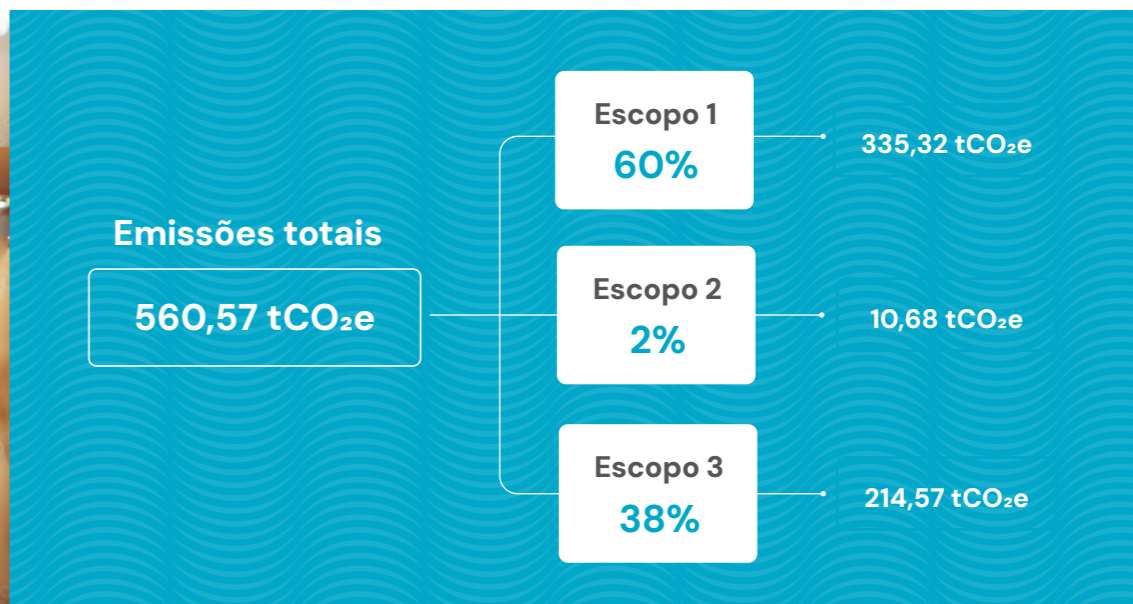 Emissões totais
560,57 tCO₂e
Escopo 1
60%
335,32 tCO₂e
Escopo 2
2%
10,68 tCO₂e
Escopo 3
38%
214,57 tCO₂e